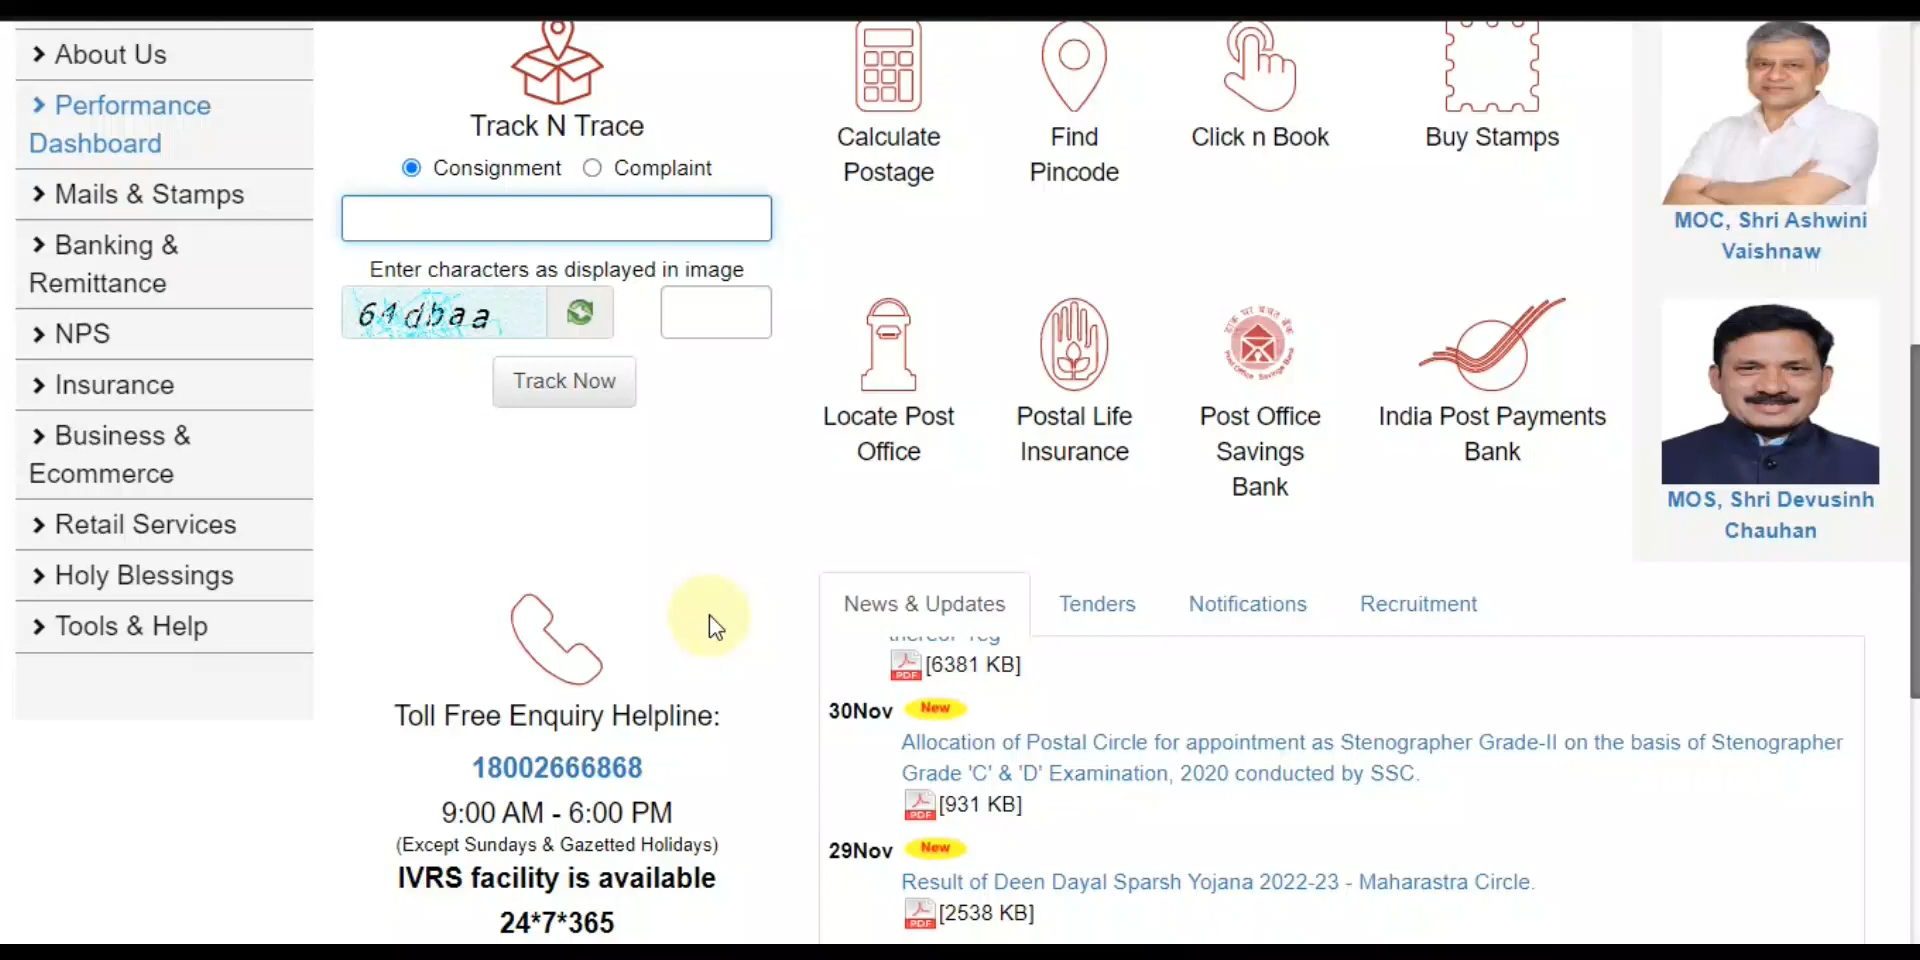 About Us
Performance
Dashboard
Mails & Stamps
Banking &
Remittance
NPS
Insurance
Business &
Ecommerce
Retail Services
Holy Blessings
Tools & Help
Track N Trace
Consignment Complaint
Enter characters as displayed in image
61dbaa
Track Now
Calculate
Postage
Find
Pincode
Click n Book
Buy Stamps
Locate Post
Office
Postal Life
Insurance
Post Office
Savings
Bank
India Post Payments
Bank
MOC, Shri Ashwini
Vaishnaw
MOS, Shri Devusinh
Chauhan
Toll Free Enquiry Helpline:
18002666868
9:00 AM - 6:00 PM
(Except Sundays & Gazetted Holidays)
IVRS facility is available
24*7*365
News & Updates Tenders Notifications Recruitment
PDF [6381 KB]
30Nov New
Allocation of Postal Circle for appointment as Stenographer Grade-II on the basis of Stenographer
Grade 'C' & 'D' Examination, 2020 conducted by SSC.
PDF [931 KB]
29Nov New
Result of Deen Dayal Sparsh Yojana 2022-23 - Maharastra Circle.
PDF [2538 KB]